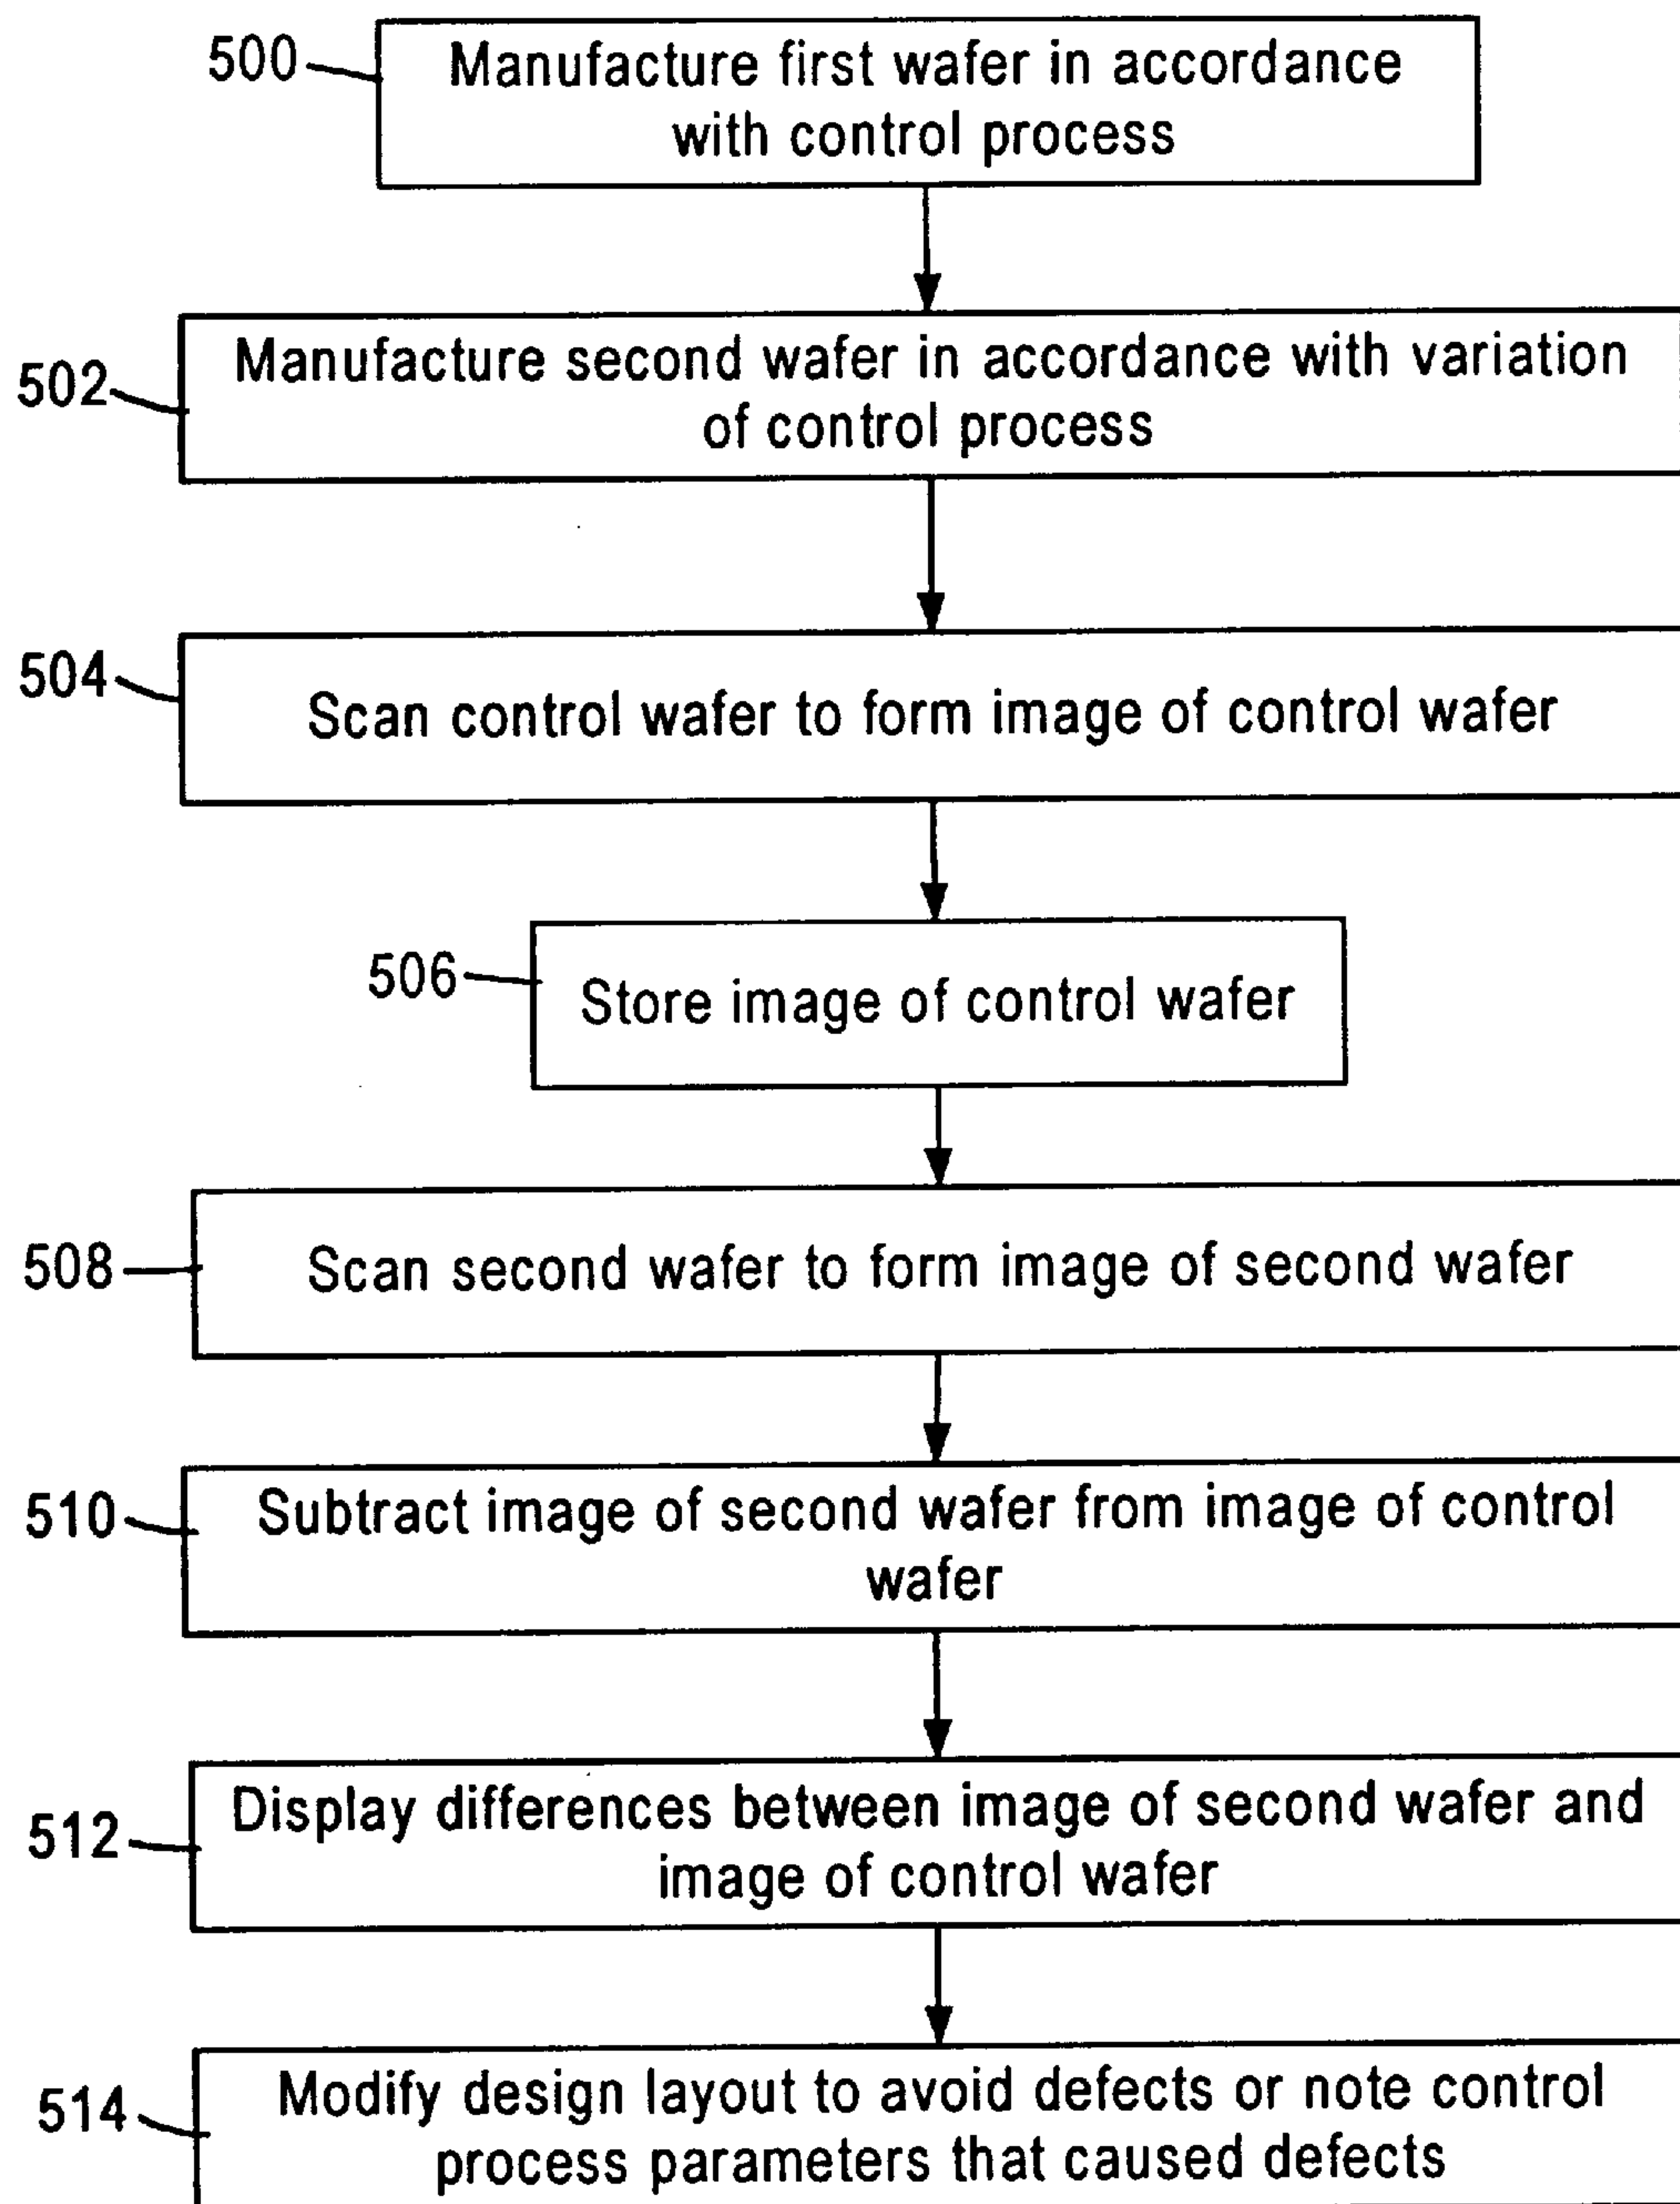 500
Manufacture first wafer in accordance
with control process
502
Manufacture second wafer in accordance with variation
of control process
504
Scan control wafer to form image of control wafer
506
Store image of control wafer
508
Scan second wafer to form image of second wafer
510
Subtract image of second wafer from image of control
wafer
512
Display differences between image of second wafer and
image of control wafer
514
Modify design layout to avoid defects or note control
process parameters that caused defects